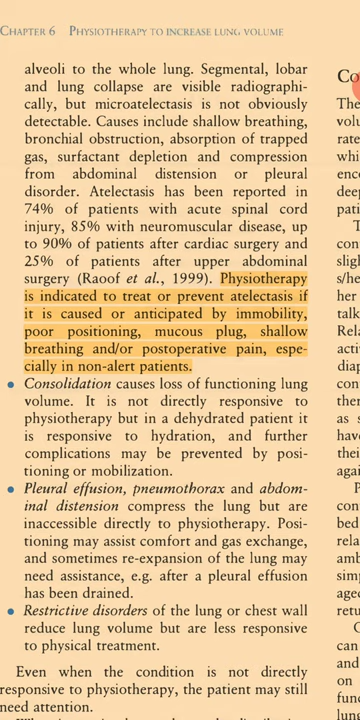 CHAPTER 6 PHYSIOTHERAPY TO INCREASE LUNG VOLUME
alveoli to the whole lung. Segmental, lobar
and lung collapse are visible radiographi-
cally, but microatelectasis is not obviously
detectable. Causes include shallow breathing,
bronchial obstruction, absorption of trapped
gas, surfactant depletion and compression
from abdominal distension or pleural
disorder. Atelectasis has been reported in
74% of patients with acute spinal cord
injury, 85% with neuromuscular disease, up
to 90% of patients after cardiac surgery and
25% of patients after upper abdominal
surgery (Raoof et al., 1999). Physiotherapy
is indicated to treat or prevent atelectasis if
it is caused or anticipated by immobility,
poor positioning, mucous plug, shallow
breathing and/or postoperative pain, espe-
cially in non-alert patients.
• Consolidation causes loss of functioning lung
volume. It is not directly responsive to
physiotherapy but in a dehydrated patient it
is responsive to hydration, and further
complications may be prevented by posi-
tioning or mobilization.
• Pleural effusion, pneumothorax and abdom-
inal distension compress the lung but are
inaccessible directly to physiotherapy. Posi-
tioning may assist comfort and gas exchange,
and sometimes re-expansion of the lung may
need assistance, e.g. after a pleural effusion
has been drained.
• Restrictive disorders of the lung or chest wall
reduce lung volume but are less responsive
to physical treatment.
Even when the condition is not directly
responsive to physiotherapy, the patient may still
need attention.